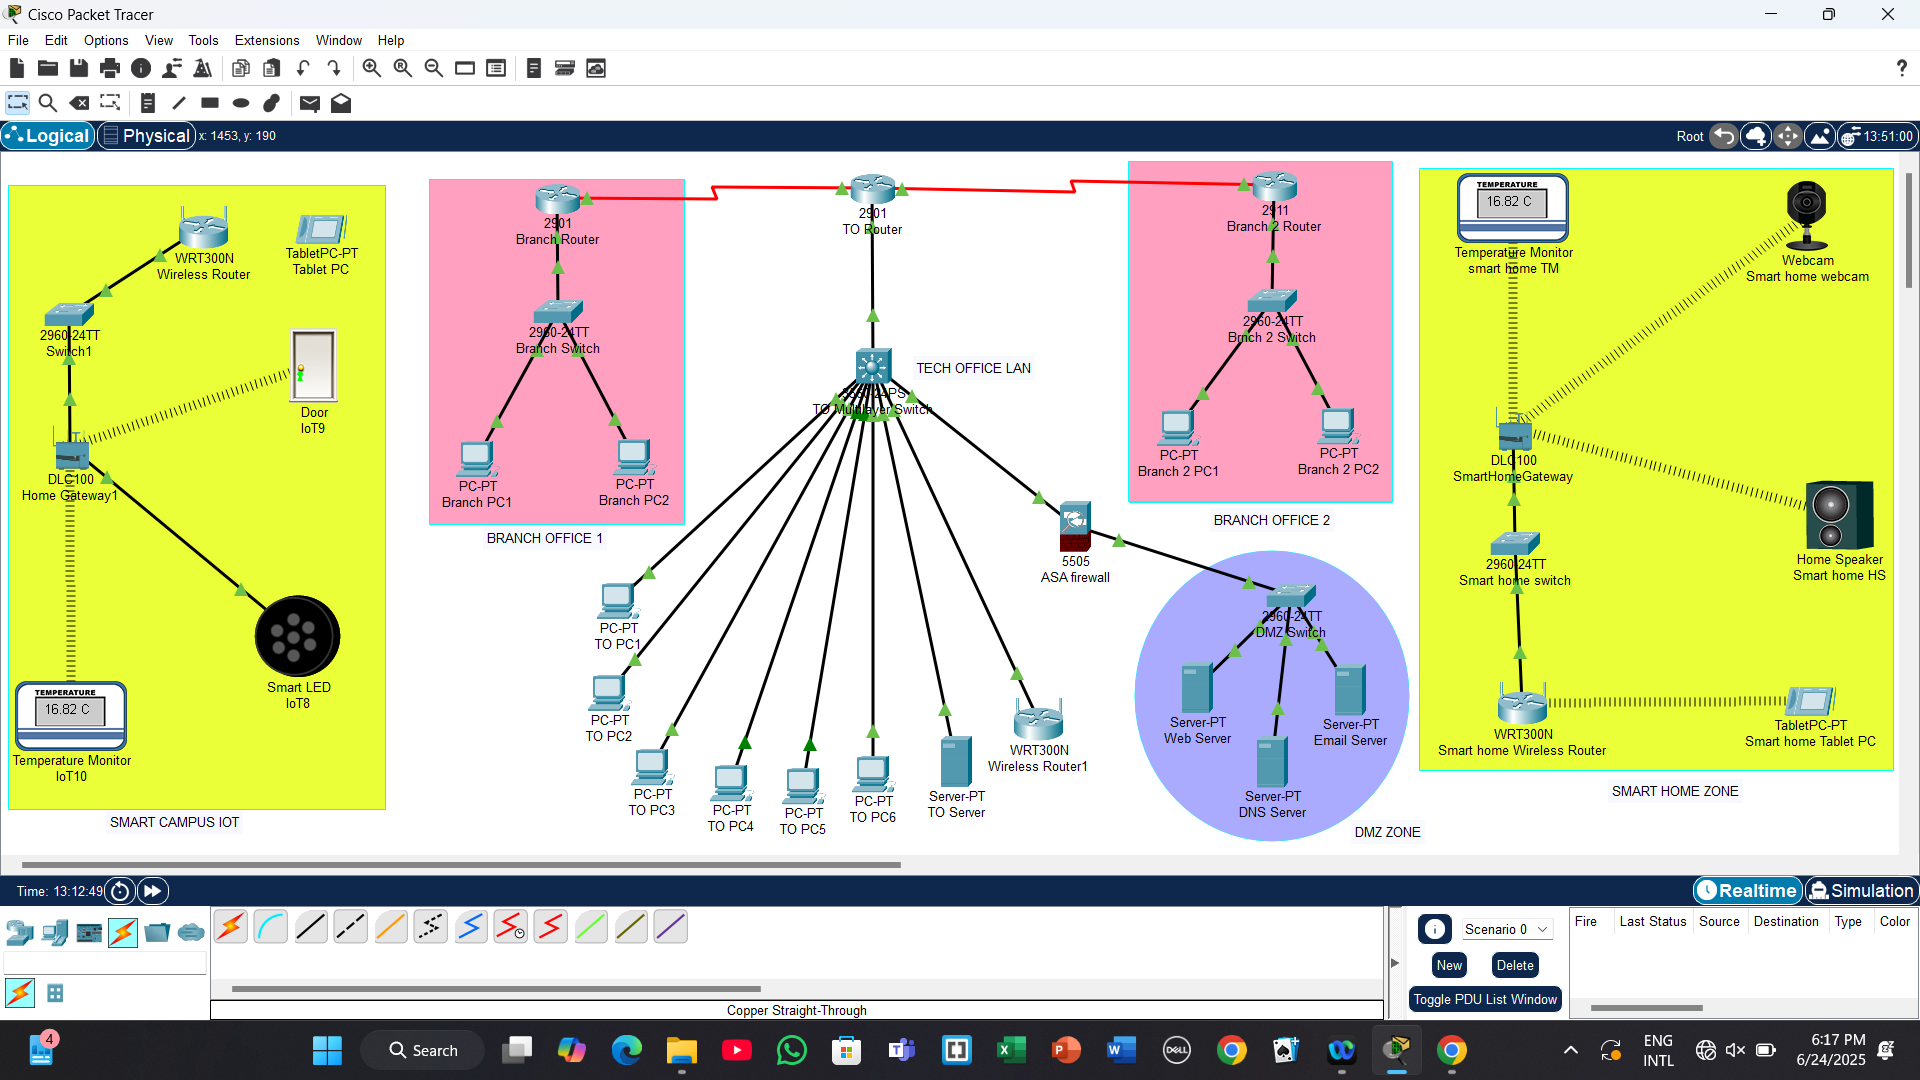 Cisco Packet Tracer
File Edit Options View Tools Extensions Window Help
Logical Physical x: 1453, y: 190
Root 13:51:00
WRT300N
Wireless Router
TabletPC-PT
Tablet PC
2960-24TT
Switch1
Door
IoT9
DLC100
Home Gateway1
Smart LED
IoT8
TEMPERATURE
16.82 C
Temperature Monitor
IoT10
SMART CAMPUS IOT
2901
Branch Router
2960-24TT
Branch Switch
PC-PT
Branch PC1
PC-PT
Branch PC2
BRANCH OFFICE 1
2901
TO Router
3560-24PS
TO Multilayer Switch
TECH OFFICE LAN
PC-PT
TO PC1
PC-PT
TO PC2
PC-PT
TO PC3
PC-PT
TO PC4
PC-PT
TO PC5
PC-PT
TO PC6
Server-PT
TO Server
WRT300N
Wireless Router1
5505
ASA firewall
2911
Branch 2 Router
2960-24TT
Brnch 2 Switch
PC-PT
Branch 2 PC1
PC-PT
Branch 2 PC2
BRANCH OFFICE 2
2960-24TT
DMZ Switch
Server-PT
Web Server
Server-PT
Email Server
Server-PT
DNS Server
DMZ ZONE
TEMPERATURE
16.82 C
Temperature Monitor
smart home TM
Webcam
Smart home webcam
DLC100
SmartHomeGateway
Home Speaker
Smart home HS
2960-24TT
Smart home switch
WRT300N
Smart home Wireless Router
TabletPC-PT
Smart home Tablet PC
SMART HOME ZONE
Time: 13:12:49
Realtime Simulation
Scenario 0
New Delete
Toggle PDU List Window
Fire Last Status Source Destination Type Color
Copper Straight-Through
4
Search
DELL
ENG
INTL
6:17 PM
6/24/2025